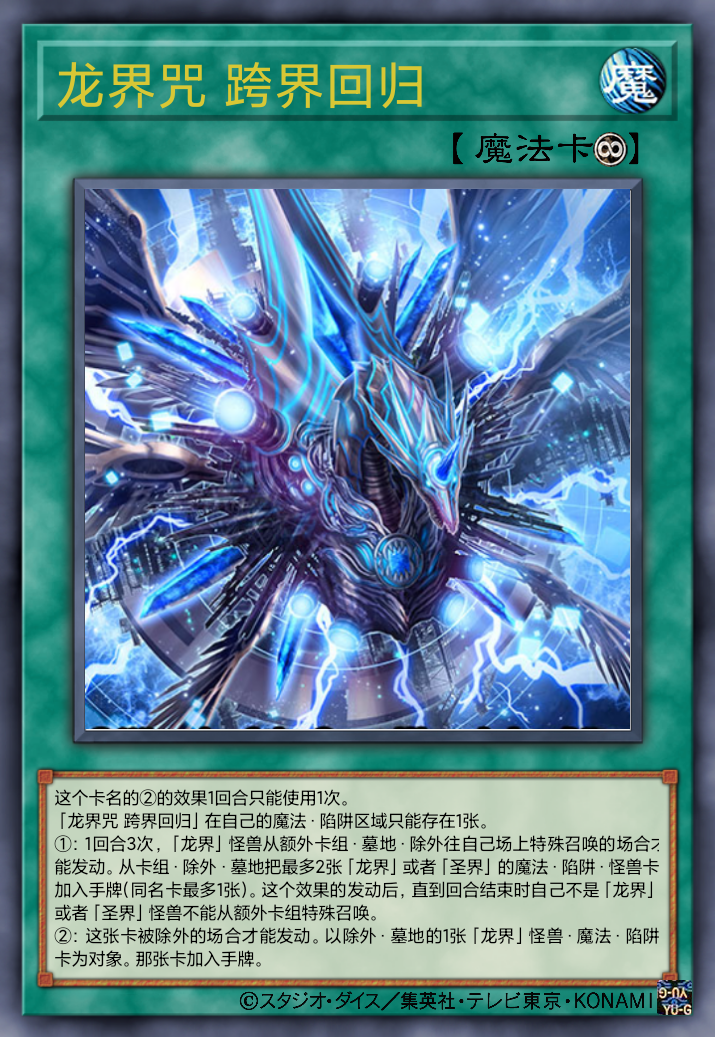 龙界咒 跨界回归
魔
【魔法卡♾】
这个卡名的②的效果1回合只能使用1次。
「龙界咒 跨界回归」在自己的魔法·陷阱区域只能存在1张。
①：1回合3次，「龙界」怪兽从额外卡组·墓地·除外往自己场上特殊召唤的场合才
能发动。从卡组·除外·墓地把最多2张「龙界」或者「圣界」的魔法·陷阱·怪兽卡
加入手牌(同名卡最多1张)。这个效果的发动后，直到回合结束时自己不是「龙界」
或者「圣界」怪兽不能从额外卡组特殊召唤。
②：这张卡被除外的场合才能发动。以除外·墓地的1张「龙界」怪兽·魔法·陷阱
卡为对象。那张卡加入手牌。
©スタジオ·ダイス／集英社·テレビ東京·KONAMI
YU-G
YU-G